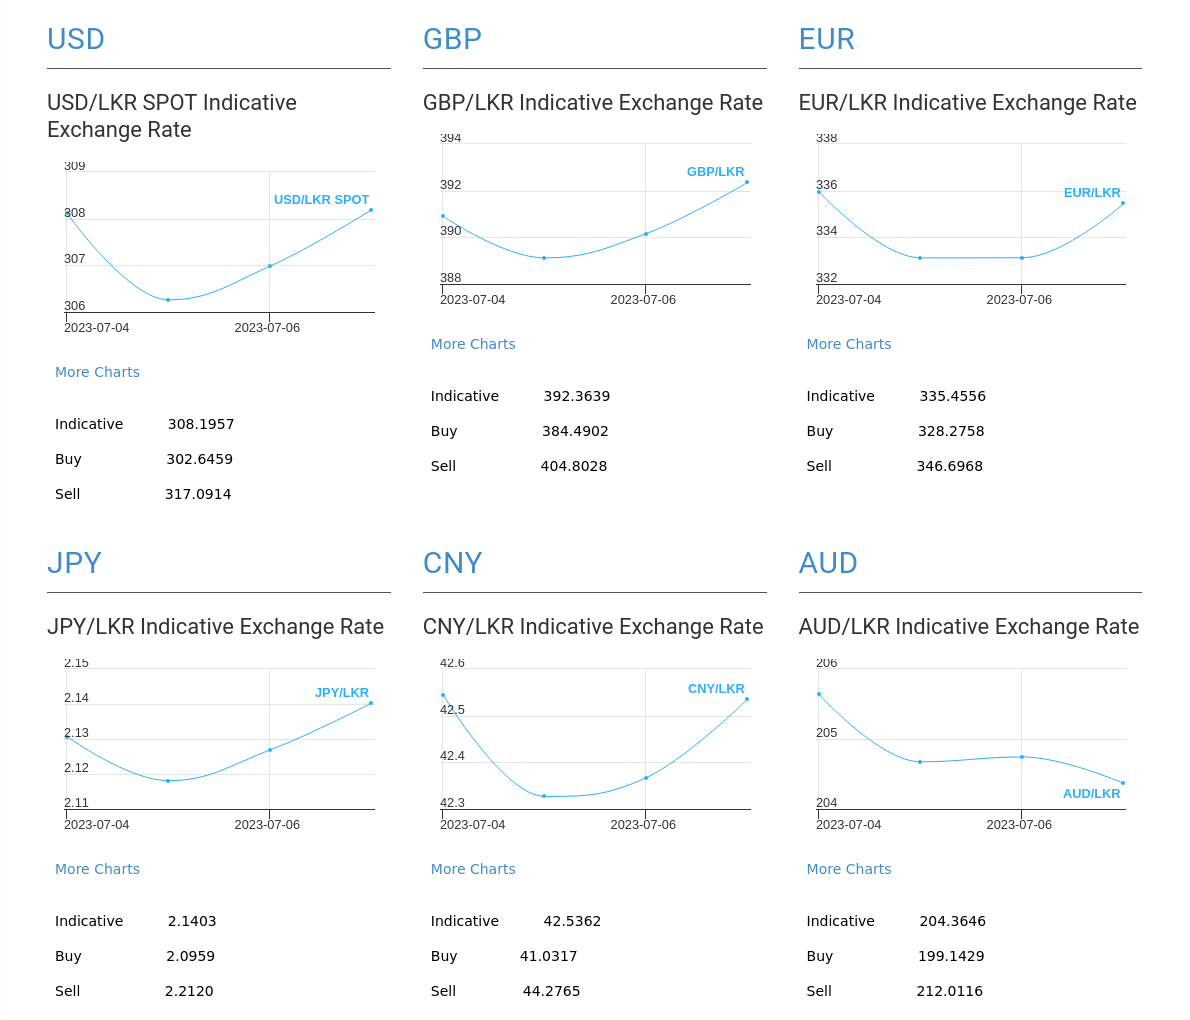 USD
USD/LKR SPOT Indicative
Exchange Rate
309
308
307
306
USD/LKR SPOT
2023-07-04 2023-07-06
More Charts
Indicative 308.1957
Buy 302.6459
Sell 317.0914
GBP
GBP/LKR Indicative Exchange Rate
394
392
390
388
GBP/LKR
2023-07-04 2023-07-06
More Charts
Indicative 392.3639
Buy 384.4902
Sell 404.8028
EUR
EUR/LKR Indicative Exchange Rate
338
336
334
332
EUR/LKR
2023-07-04 2023-07-06
More Charts
Indicative 335.4556
Buy 328.2758
Sell 346.6968
JPY
JPY/LKR Indicative Exchange Rate
2.15
2.14
2.13
2.12
2.11
JPY/LKR
2023-07-04 2023-07-06
More Charts
Indicative 2.1403
Buy 2.0959
Sell 2.2120
CNY
CNY/LKR Indicative Exchange Rate
42.6
42.5
42.4
42.3
CNY/LKR
2023-07-04 2023-07-06
More Charts
Indicative 42.5362
Buy 41.0317
Sell 44.2765
AUD
AUD/LKR Indicative Exchange Rate
206
205
204
AUD/LKR
2023-07-04 2023-07-06
More Charts
Indicative 204.3646
Buy 199.1429
Sell 212.0116